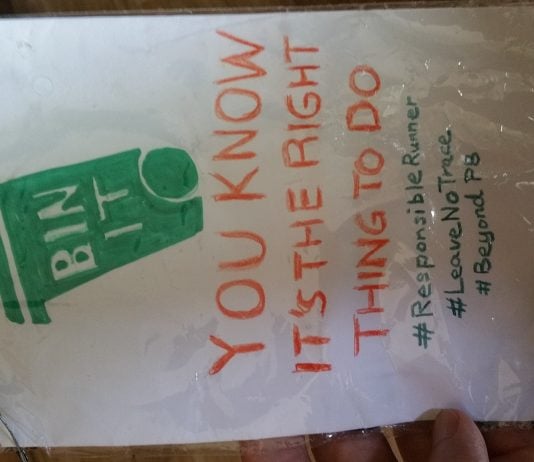 BIN
IT
YOU KNOW
IT'S THE RIGHT
THING TO DO
#ResponsibleRunner
#LeaveNoTrace
#Beyond PB